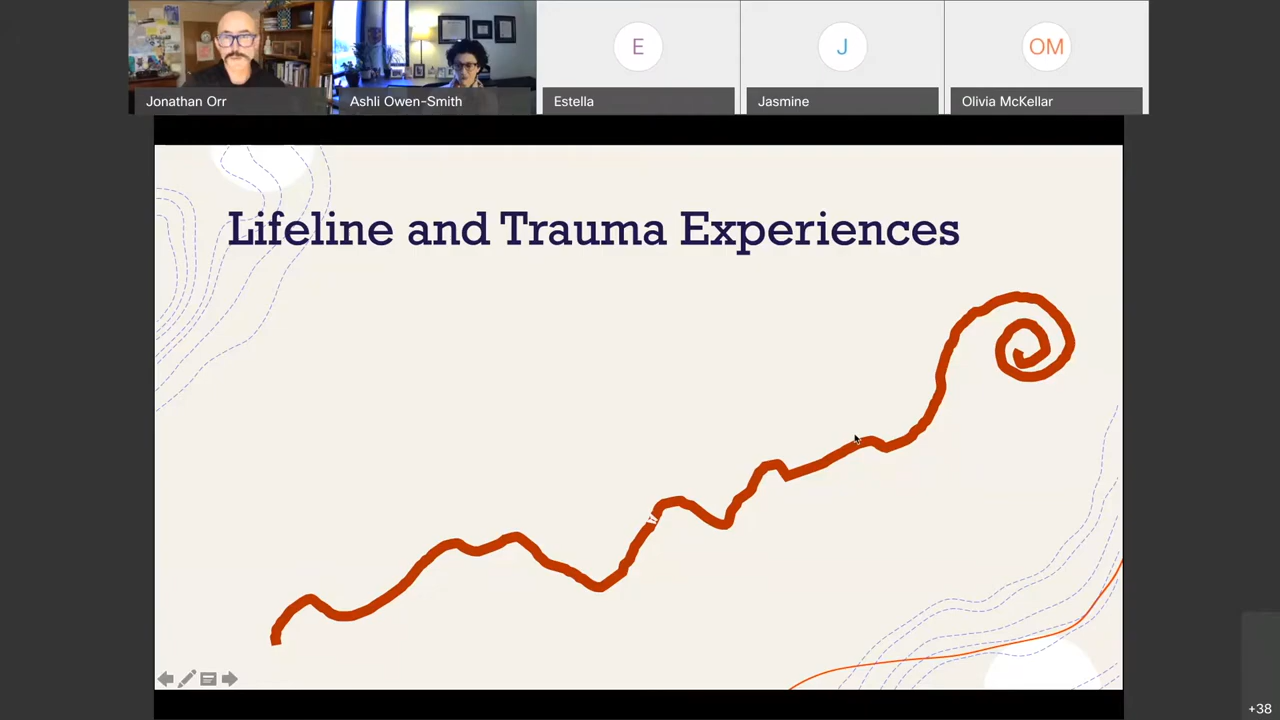 Jonathan Orr
Ashli Owen-Smith
E
Estella
J
Jasmine
OM
Olivia McKellar
Lifeline and Trauma Experiences
+38